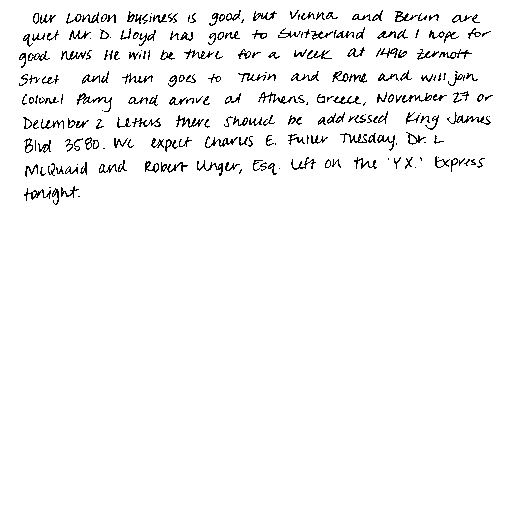 Our London business is good, but Vienna and Berlin are
quiet Mr. D. Lloyd has gone to Switzerland and I hope for
good news He will be there for a week at 1496 Zermott
Street and then goes to Turin and Rome and will join
Colonel Parry and arrive at Athens, Greece, November 27 or
December 2 Letters there should be addressed King James
Blvd 3580. We expect Charles E. Fuller Tuesday. Dr. L
McQuaid and Robert Unger, Esq. left on the 'Y X.' Express
tonight.